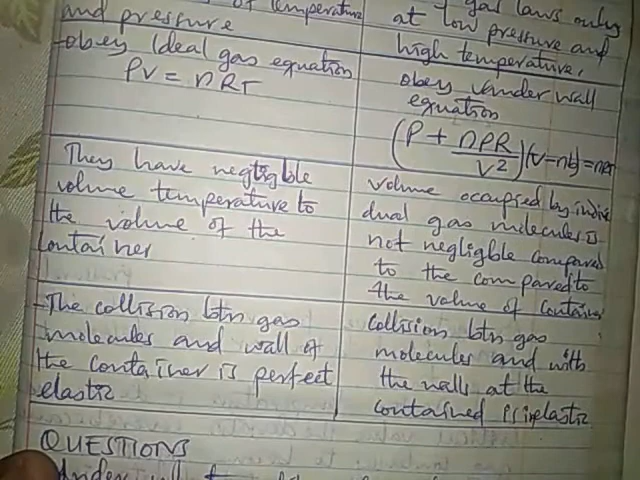 of temperature
and pressure
- obey Ideal gas equation
PV = nRT
They have negtigble
volume temperature to
the volume of the
Container
- The collision btn gas
molecules and wall of
the container is perfect
elastic
gas laws only
at low pressure and
high temperature.
obey Vander wall
equation
(P + nPR/V²)(v-nb) = nRT
volume occupied by indivi
dual gas molecules is
not negligble compared
to the compared to
the volume of Container
Collision btn gas
molecules and with
the walls at the
contained is inelastic
QUESTIONS